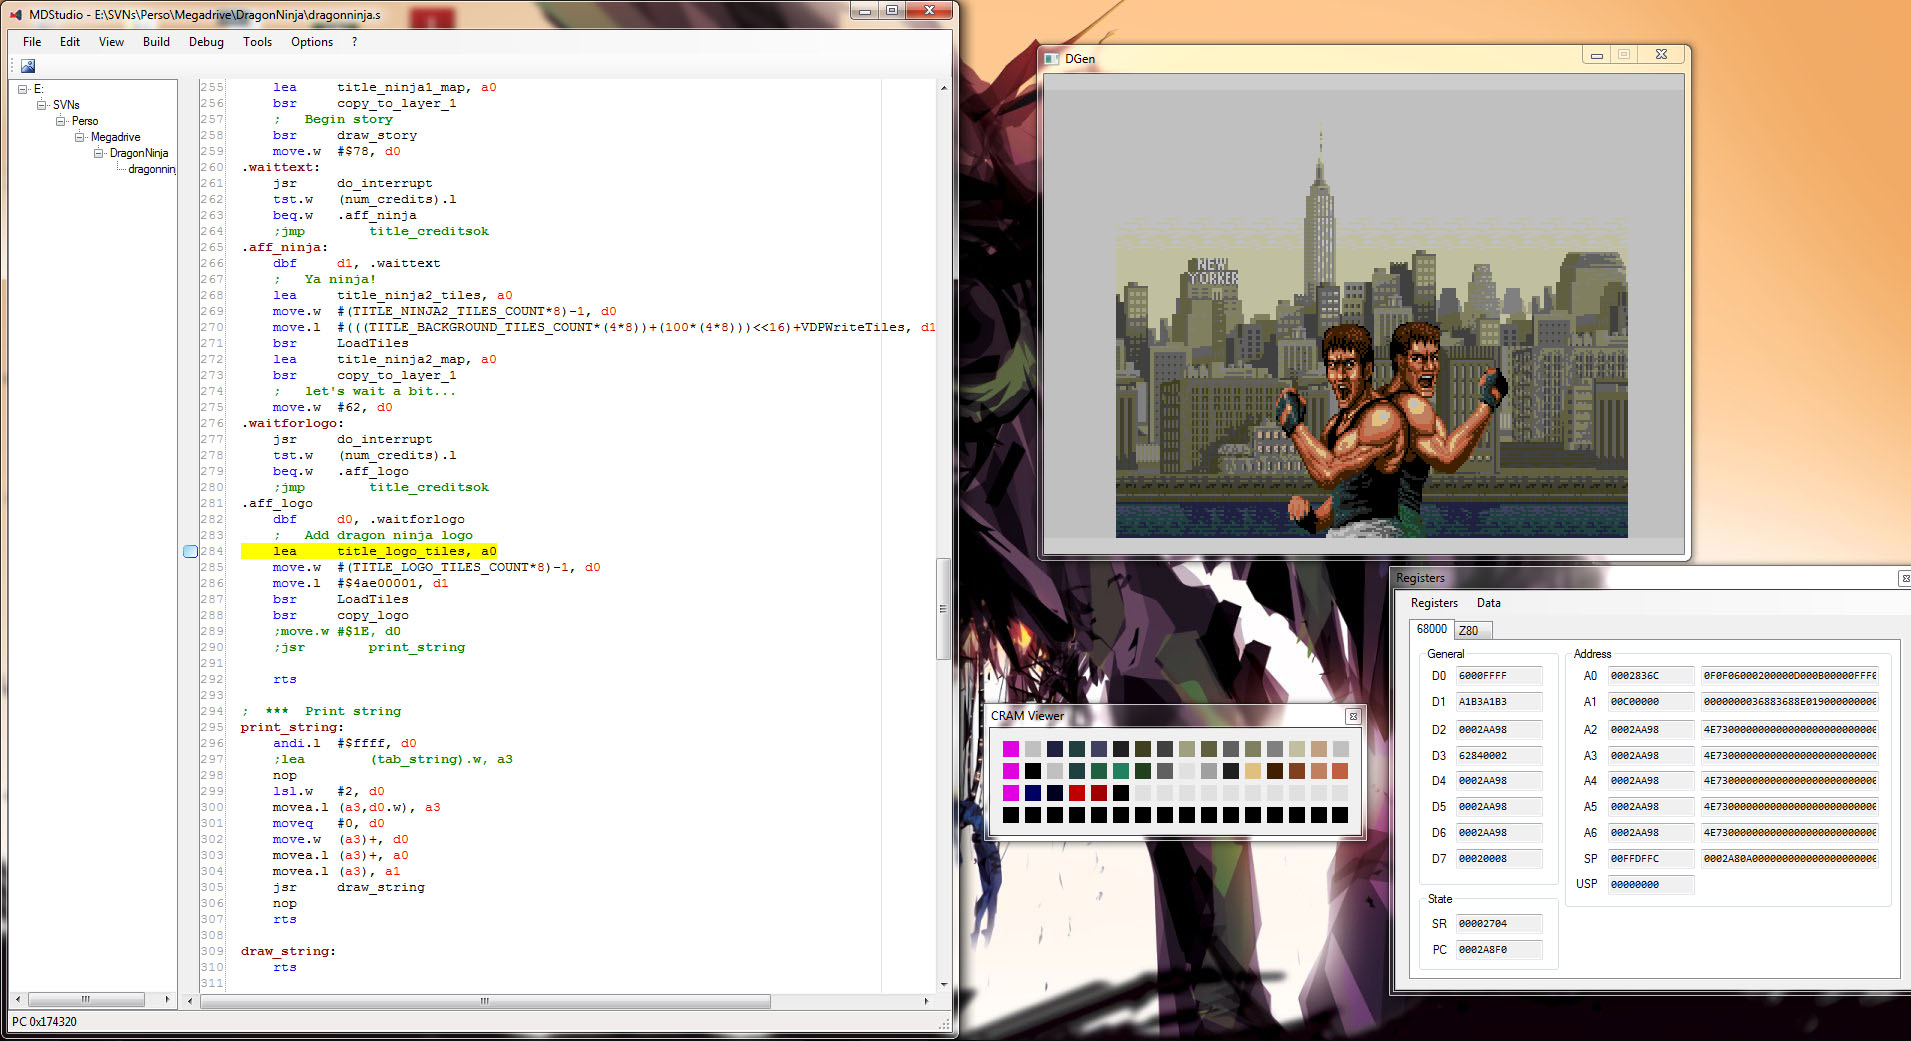 MDStudio - E:\SVNs\Perso\Megadrive\DragonNinja\dragonninja.s
File Edit View Build Debug Tools Options ?
E:
SVNs
Perso
Megadrive
DragonNinja
dragonnin
255 lea title_ninja1_map, a0
256 bsr copy_to_layer_1
257 ; Begin story
258 bsr draw_story
259 move.w #$78, d0
260 .waittext:
261 jsr do_interrupt
262 tst.w (num_credits).l
263 beq.w .aff_ninja
264 ;jmp title_creditsok
265 .aff_ninja:
266 dbf d1, .waittext
267 ; Ya ninja!
268 lea title_ninja2_tiles, a0
269 move.w #(TITLE_NINJA2_TILES_COUNT*8)-1, d0
270 move.l #(((TITLE_BACKGROUND_TILES_COUNT*(4*8))+(100*(4*8)))<<16)+VDPWriteTiles, d1
271 bsr LoadTiles
272 lea title_ninja2_map, a0
273 bsr copy_to_layer_1
274 ; let's wait a bit...
275 move.w #62, d0
276 .waitforlogo:
277 jsr do_interrupt
278 tst.w (num_credits).l
279 beq.w .aff_logo
280 ;jmp title_creditsok
281 .aff_logo
282 dbf d0, .waitforlogo
283 ; Add dragon ninja logo
284 lea title_logo_tiles, a0
285 move.w #(TITLE_LOGO_TILES_COUNT*8)-1, d0
286 move.l #$4ae00001, d1
287 bsr LoadTiles
288 bsr copy_logo
289 ;move.w #$1E, d0
290 ;jsr print_string
291
292 rts
293
294 ; *** Print string
295 print_string:
296 andi.l #$ffff, d0
297 ;lea (tab_string).w, a3
298 nop
299 lsl.w #2, d0
300 movea.l (a3,d0.w), a3
301 moveq #0, d0
302 move.w (a3)+, d0
303 movea.l (a3)+, a0
304 movea.l (a3), a1
305 jsr draw_string
306 nop
307 rts
308
309 draw_string:
310 rts
311
PC 0x174320
DGen
NEW
YORKER
CRAM Viewer
Registers
Registers Data
68000 Z80
General
D0 6000FFFF
D1 A1B3A1B3
D2 0002AA98
D3 62840002
D4 0002AA98
D5 0002AA98
D6 0002AA98
D7 00020008
State
SR 00002704
PC 0002A8F0
Address
A0 0002836C 0F0F06000200000D000B00000FFF0
A1 00C00000 0000000036883688E019000000000
A2 0002AA98 4E730000000000000000000000000
A3 0002AA98 4E730000000000000000000000000
A4 0002AA98 4E730000000000000000000000000
A5 0002AA98 4E730000000000000000000000000
A6 0002AA98 4E730000000000000000000000000
SP 00FFDFFC 0002A80A000000000000000000000
USP 00000000